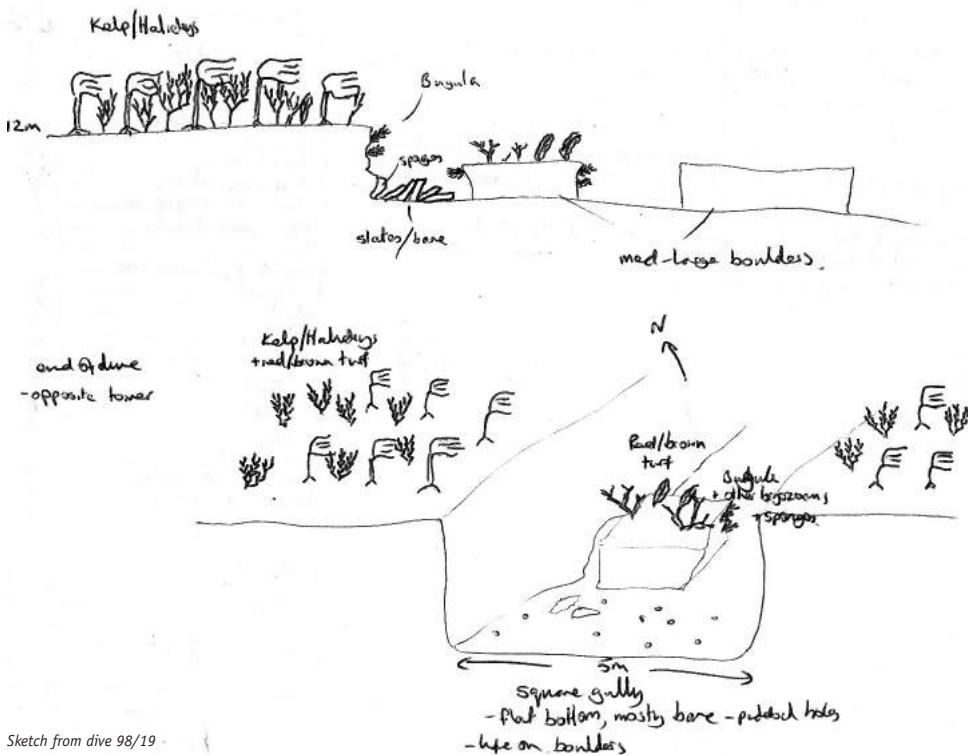 Kelp/Halidrys
Bugula
12m
sponges
slates/bare
med-large boulders.
Kelp/Halidrys
+ red/brown turf
end of dive
-opposite tower
N
Red/brown
turf
Bugula
+ other bryozoans
+ sponges
5m
square gully
- flat bottom, mostly bare - piddock holes
- life on boulders
Sketch from dive 98/19